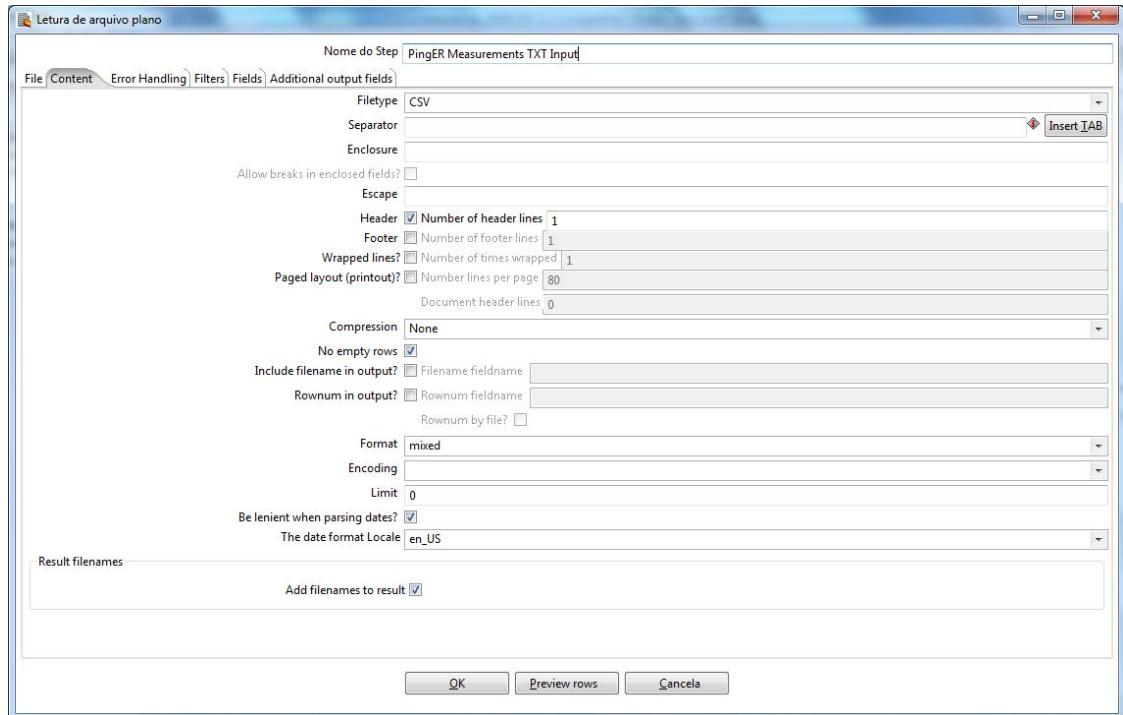 Letura de arquivo plano
Nome do Step PingER Measurements TXT Input
File Content Error Handling Filters Fields Additional output fields
Filetype CSV
Separator Insert TAB
Enclosure
Allow breaks in enclosed fields?
Escape
Header Number of header lines 1
Footer Number of footer lines 1
Wrapped lines? Number of times wrapped 1
Paged layout (printout)? Number lines per page 80
Document header lines 0
Compression None
No empty rows
Include filename in output? Filename fieldname
Rownum in output? Rownum fieldname
Rownum by file?
Format mixed
Encoding
Limit 0
Be lenient when parsing dates?
The date format Locale en_US
Result filenames
Add filenames to result
OK Preview rows Cancela